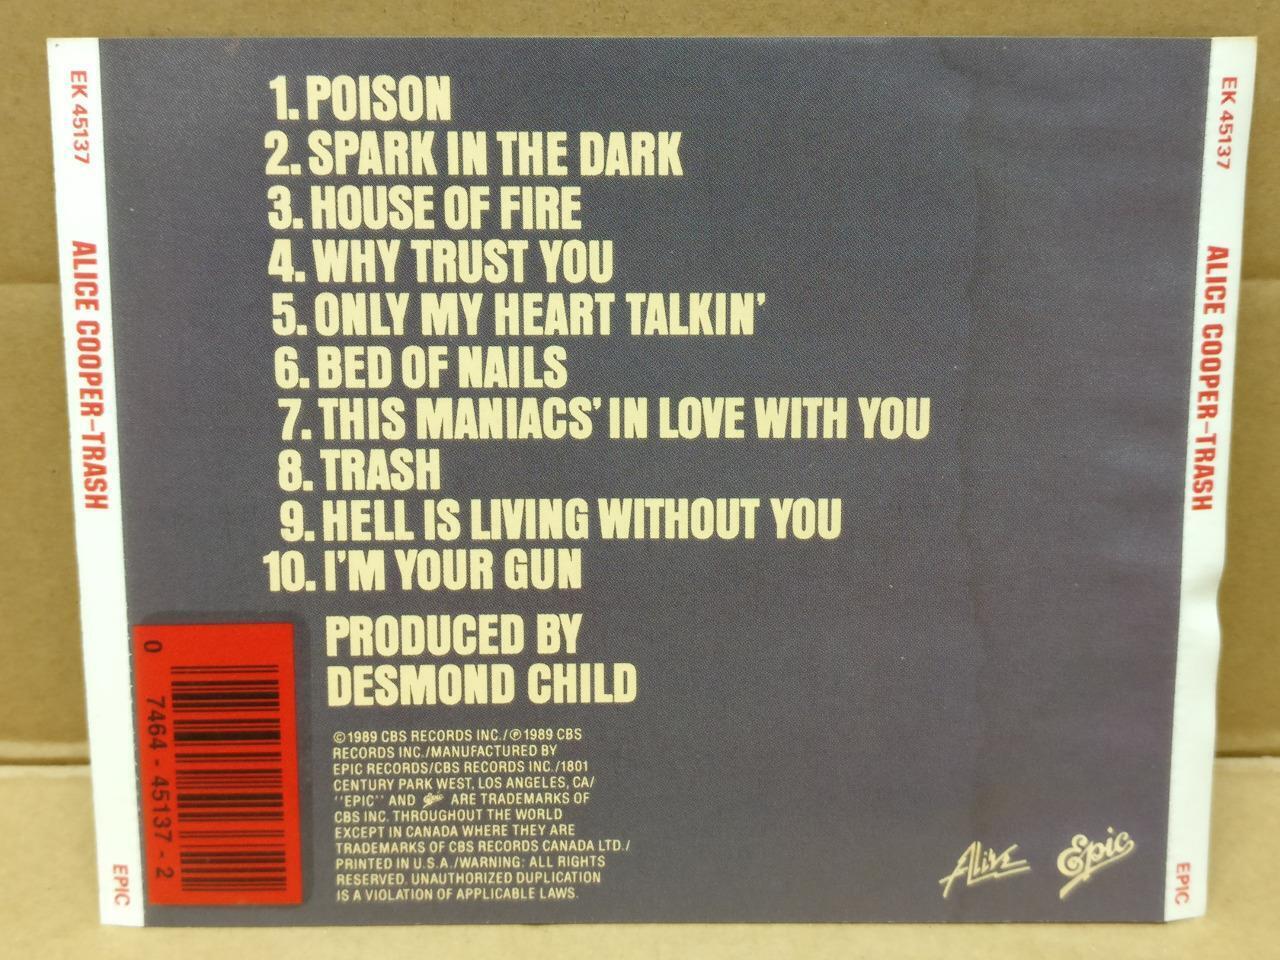 EK 45137 ALICE COOPER–TRASH EPIC
1. POISON
2. SPARK IN THE DARK
3. HOUSE OF FIRE
4. WHY TRUST YOU
5. ONLY MY HEART TALKIN'
6. BED OF NAILS
7. THIS MANIACS' IN LOVE WITH YOU
8. TRASH
9. HELL IS LIVING WITHOUT YOU
10. I'M YOUR GUN
PRODUCED BY
DESMOND CHILD
©1989 CBS RECORDS INC./℗1989 CBS
RECORDS INC./MANUFACTURED BY
EPIC RECORDS/CBS RECORDS INC./1801
CENTURY PARK WEST, LOS ANGELES, CA/
"EPIC" AND Epic ARE TRADEMARKS OF
CBS INC. THROUGHOUT THE WORLD
EXCEPT IN CANADA WHERE THEY ARE
TRADEMARKS OF CBS RECORDS CANADA LTD./
PRINTED IN U.S.A./WARNING: ALL RIGHTS
RESERVED. UNAUTHORIZED DUPLICATION
IS A VIOLATION OF APPLICABLE LAWS.
0 7464-45137-2
Alive
Epic
EK 45137 ALICE COOPER–TRASH EPIC